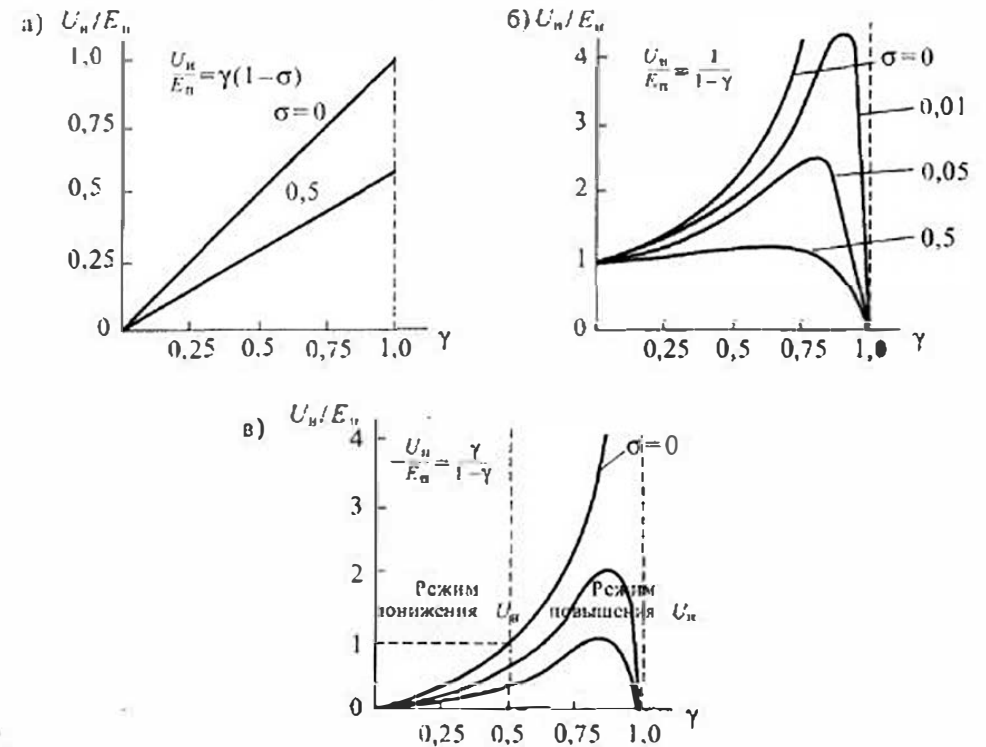 а) Uн/Eп
Uн/Eп = γ(1−σ)
σ=0
0,5
1,0
0,75
0,5
0,25
0
0,25 0,5 0,75 1,0 γ
б) Uн/Eп
Uн/Eп = 1/(1−γ)
σ=0
0,01
0,05
0,5
4
3
2
1
0
0,25 0,5 0,75 1,0 γ
в) Uн/Eп
−Uн/Eп = γ/(1−γ)
σ=0
4
3
2
1
0
Режим
понижения Uн
Режим
повышения Uн
0,25 0,5 0,75 1,0 γ